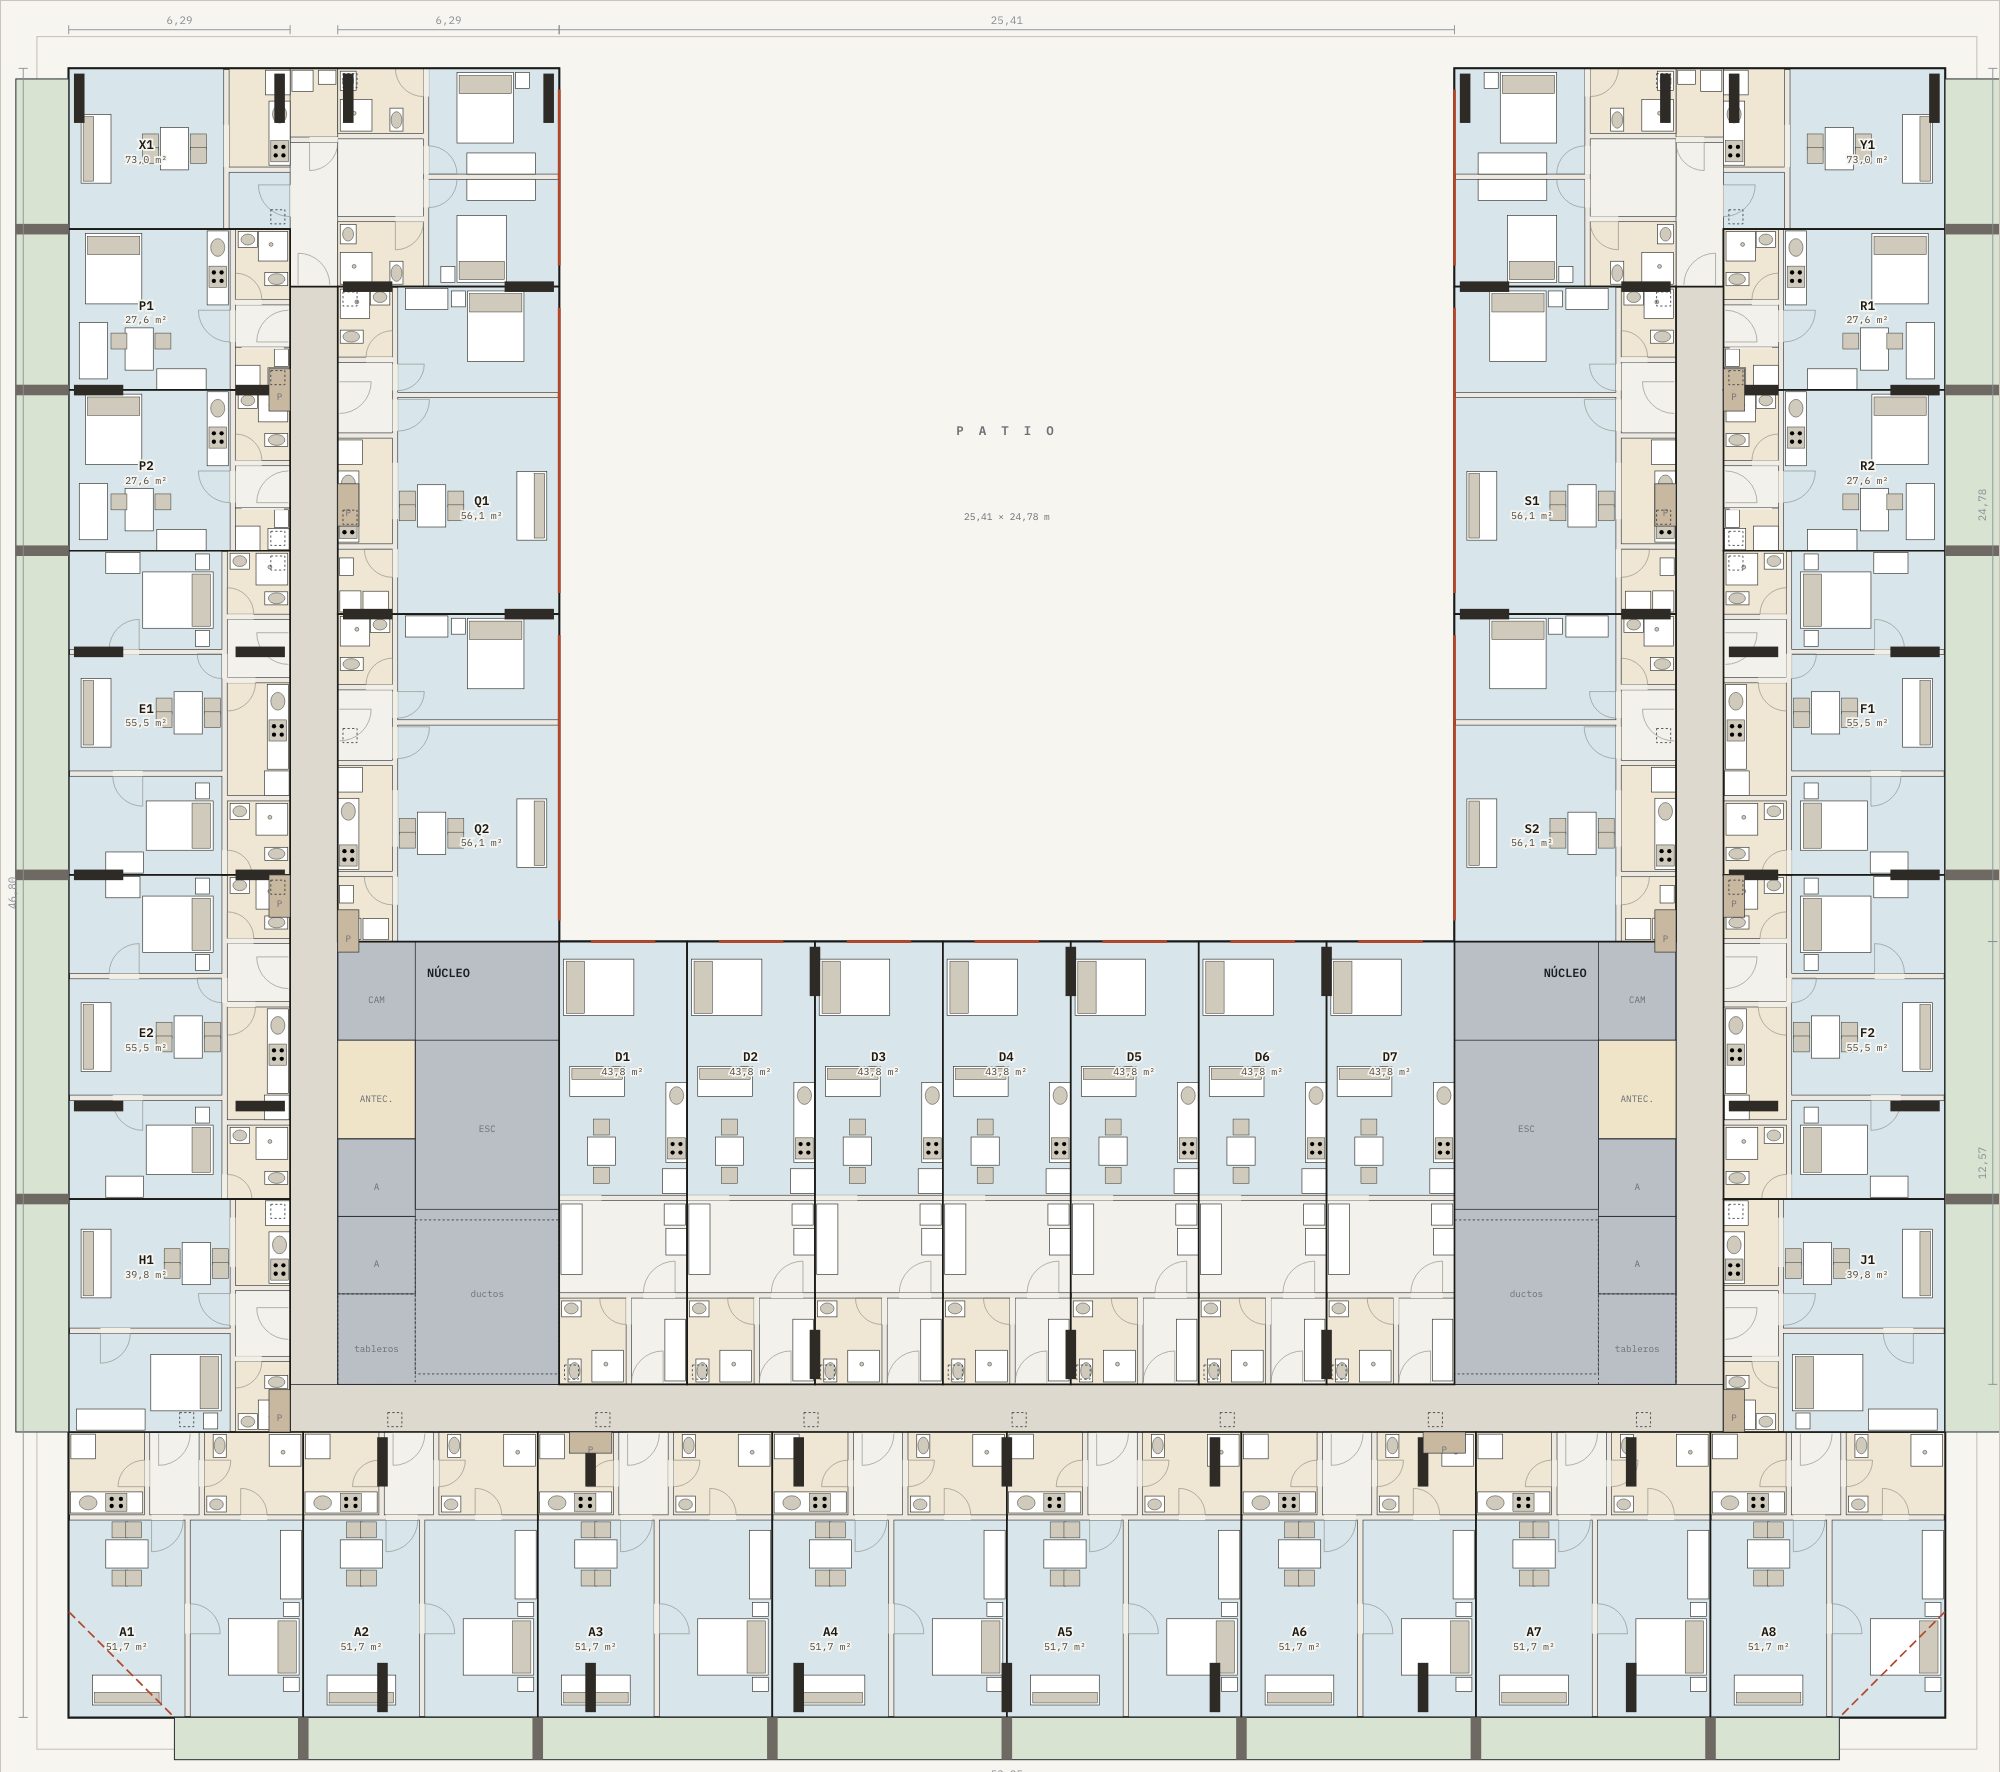 6,29
6,29
25,41
X1
73,0 m²
Y1
73,0 m²
P1
27,6 m²
R1
27,6 m²
P
P
PATIO
P2
27,6 m²
R2
27,6 m²
Q1
56,1 m²
S1
56,1 m²
24,78
P
P
25,41 × 24,78 m
E1
55,5 m²
F1
55,5 m²
Q2
56,1 m²
S2
56,1 m²
46,80
P
P
P
P
NÚCLEO
NÚCLEO
CAM
CAM
E2
55,5 m²
F2
55,5 m²
D1
43,8 m²
D2
43,8 m²
D3
43,8 m²
D4
43,8 m²
D5
43,8 m²
D6
43,8 m²
D7
43,8 m²
ANTEC.
ANTEC.
ESC
ESC
12,57
A
A
H1
39,8 m²
J1
39,8 m²
A
A
ductos
ductos
tableros
tableros
P
P
P
P
A1
51,7 m²
A2
51,7 m²
A3
51,7 m²
A4
51,7 m²
A5
51,7 m²
A6
51,7 m²
A7
51,7 m²
A8
51,7 m²